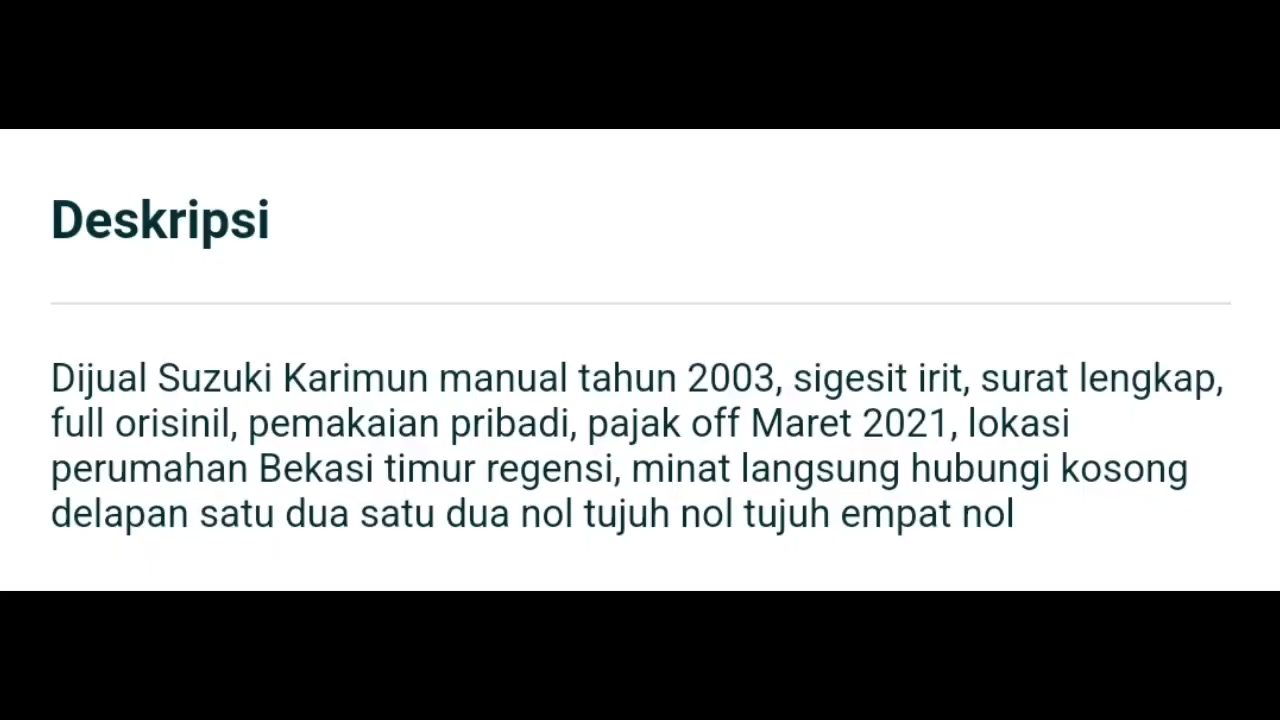 Deskripsi
Dijual Suzuki Karimun manual tahun 2003, sigesit irit, surat lengkap,
full orisinil, pemakaian pribadi, pajak off Maret 2021, lokasi
perumahan Bekasi timur regensi, minat langsung hubungi kosong
delapan satu dua satu dua nol tujuh nol tujuh empat nol